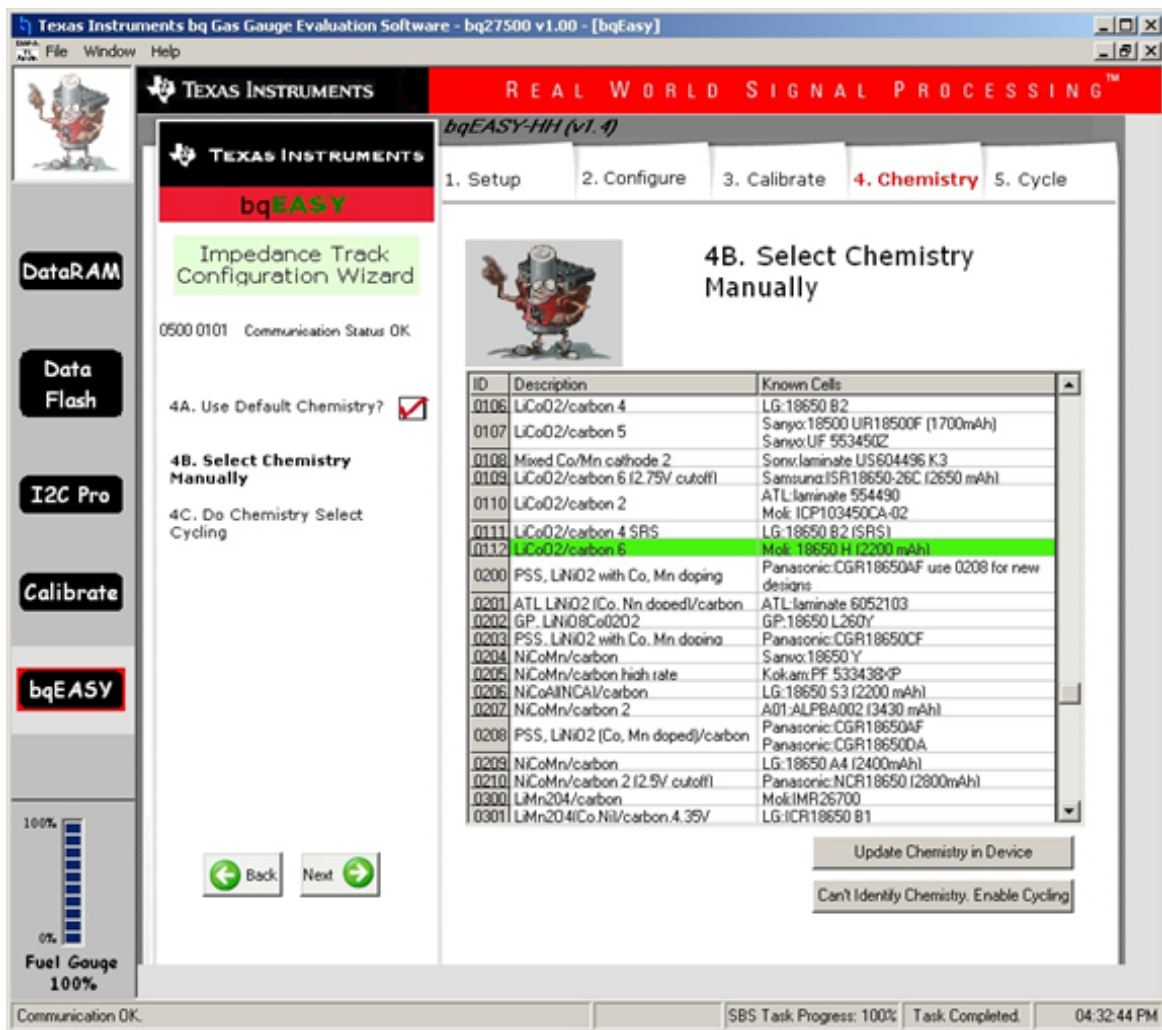 Texas Instruments bq Gas Gauge Evaluation Software - bq27500 v1.00 - [bqEasy]
File Window Help
TEXAS INSTRUMENTS
REAL WORLD SIGNAL PROCESSING™
bqEASY-HH (v1.4)
TEXAS INSTRUMENTS
bqEASY
1. Setup
2. Configure
3. Calibrate
4. Chemistry
5. Cycle
Impedance Track
Configuration Wizard
0500 0101 Communication Status OK
4A. Use Default Chemistry?
4B. Select Chemistry
Manually
4C. Do Chemistry Select
Cycling
Back
Next
DataRAM
Data
Flash
I2C Pro
Calibrate
bqEASY
100%
0%
Fuel Gauge
100%
4B. Select Chemistry
Manually
ID Description Known Cells
0106 LiCoO2/carbon 4 LG:18650 B2
0107 LiCoO2/carbon 5 Sanyo:18500 UR18500F (1700mAh)
Sanyo:UF 553450Z
0108 Mixed Co/Mn cathode 2 Sony:laminate US604496 K3
0109 LiCoO2/carbon 6 (2.75V cutoff) Samsung:ISR18650-26C (2650 mAh)
0110 LiCoO2/carbon 2 ATL:laminate 554490
Moli: ICP103450CA-02
0111 LiCoO2/carbon 4 SRS LG:18650 B2 (SRS)
0112 LiCoO2/carbon 6 Moli: 18650 H (2200 mAh)
0200 PSS, LiNiO2 with Co, Mn doping Panasonic:CGR18650AF use 0208 for new
designs
0201 ATL LiNiO2 (Co, Nn doped)/carbon ATL:laminate 6052103
0202 GP, LiNiO8Co0202 GP:18650 L260Y
0203 PSS, LiNiO2 with Co, Mn doping Panasonic:CGR18650CF
0204 NiCoMn/carbon Sanyo:18650 Y
0205 NiCoMn/carbon high rate Kokam:PF 533438XP
0206 NiCoAl(NCA)/carbon LG:18650 S3 (2200 mAh)
0207 NiCoMn/carbon 2 A01:ALPBA002 (3430 mAh)
0208 PSS, LiNiO2 (Co, Mn doped)/carbon Panasonic:CGR18650AF
Panasonic:CGR18650DA
0209 NiCoMn/carbon LG:18650 A4 (2400mAh)
0210 NiCoMn/carbon 2 (2.5V cutoff) Panasonic:NCR18650 (2800mAh)
0300 LiMn2O4/carbon Moli:IMR26700
0301 LiMn2O4(Co,Ni)/carbon,4.35V LG:ICR18650 B1
Update Chemistry in Device
Can't Identify Chemistry. Enable Cycling
Communication OK.
SBS Task Progress: 100%
Task Completed.
04:32:44 PM